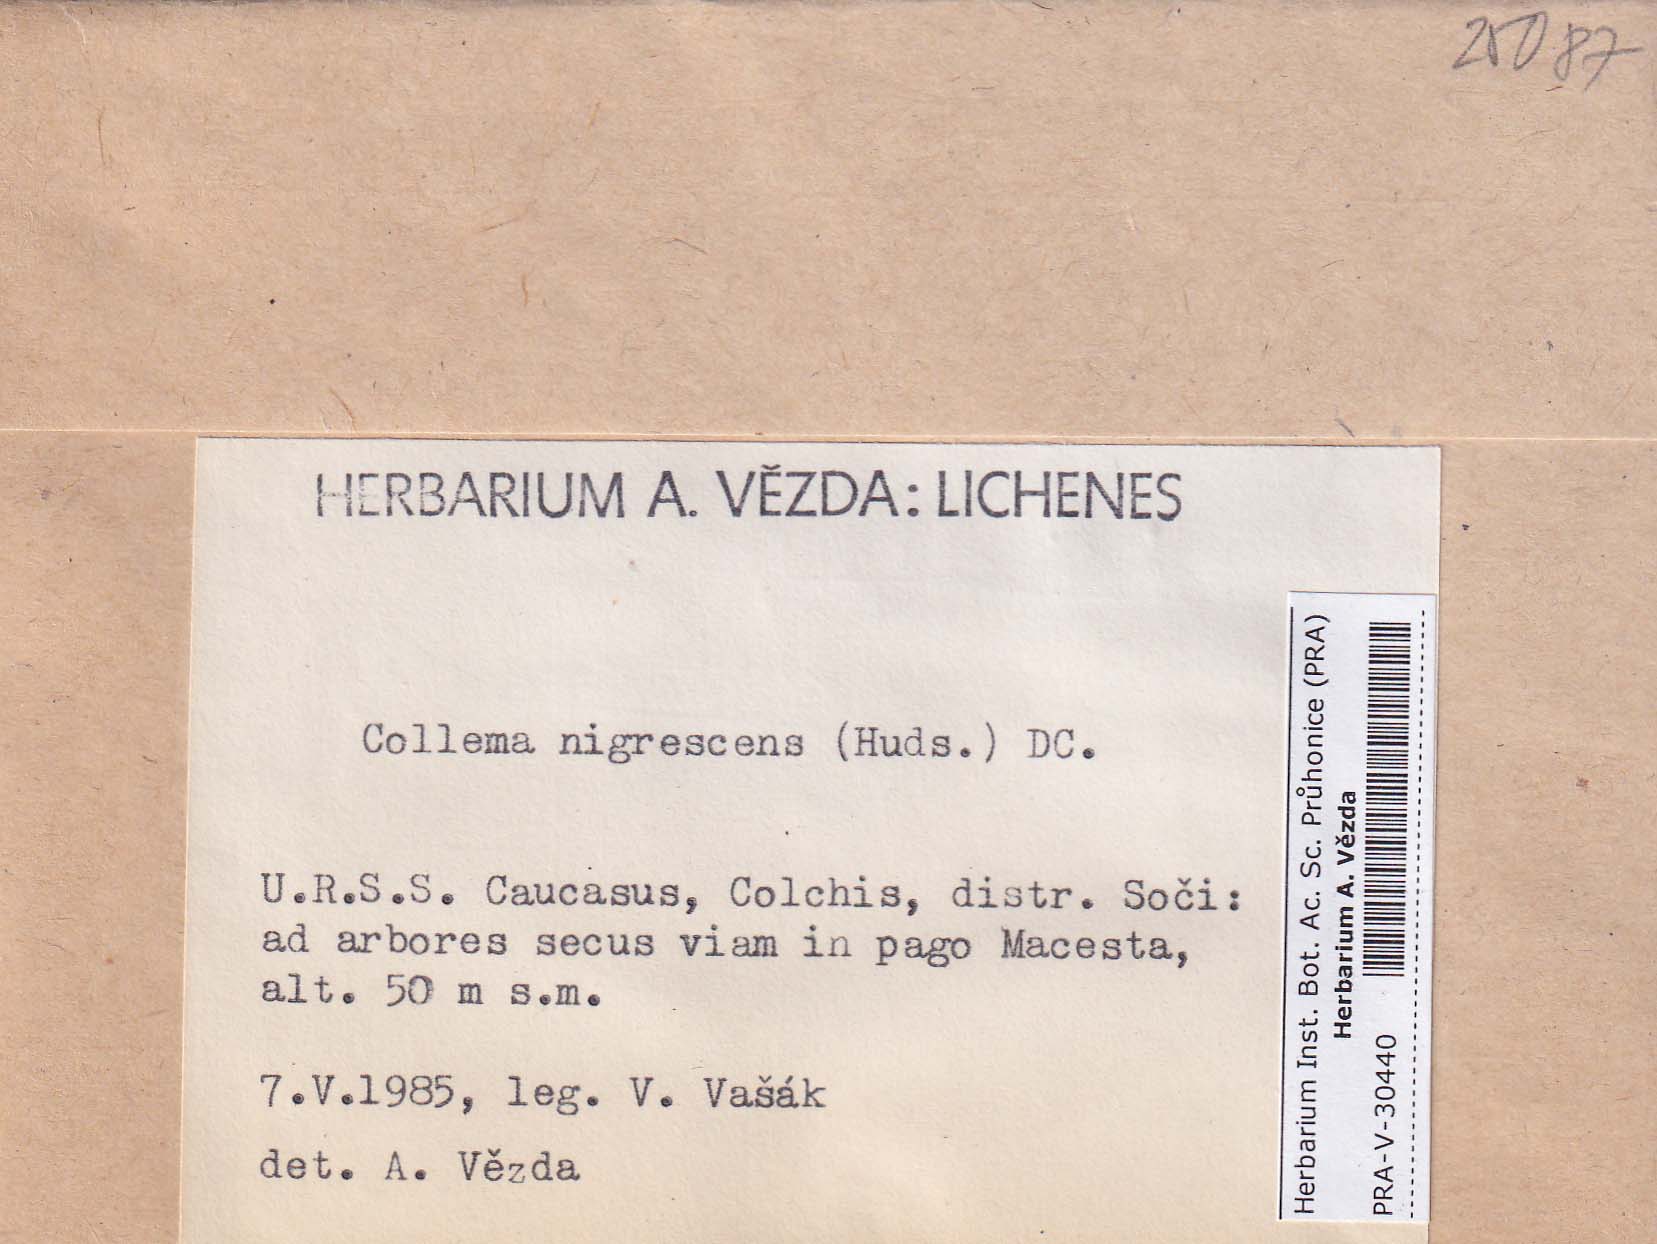 HERBARIUM A. VĚZDA: LICHENES
Collema nigrescens (Huds.) DC.
U.R.S.S. Caucasus, Colchis, distr. Soči:
ad arbores secus viam in pago Macesta,
alt. 50 m s.m.
7.V.1985, leg. V. Vašák
det. A. Vězda
Herbarium Inst. Bot. Ac. Sc. Průhonice (PRA)
Herbarium A. Vězda
PRA-V-30440